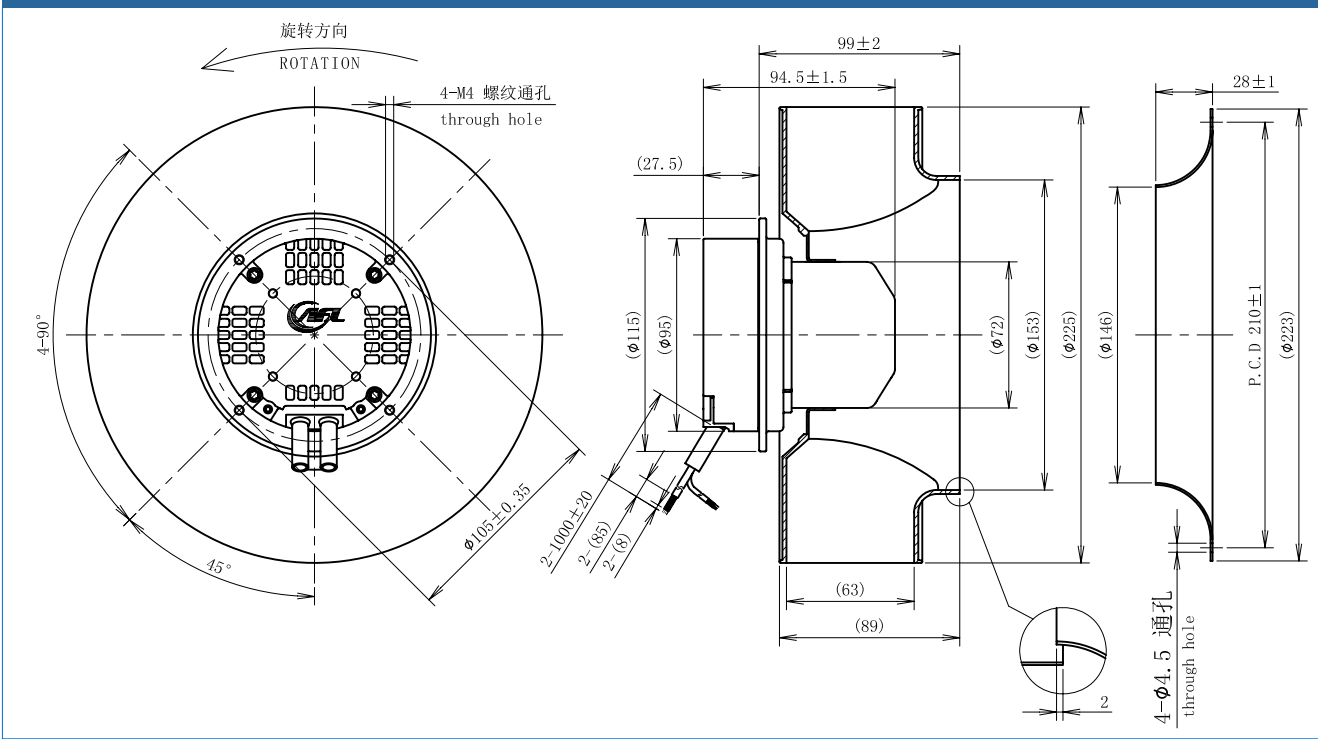 旋转方向
ROTATION
4-M4 螺纹通孔
through hole
4-90°
45°
ϕ105±0.35
99±2
94.5±1.5
(27.5)
(ϕ115)
(ϕ95)
(ϕ72)
(ϕ153)
(ϕ225)
2-1000±20
2-(85)
2-(8)
(63)
(89)
2
28±1
(ϕ146)
P.C.D 210±1
(ϕ223)
4-ϕ4.5 通孔
through hole